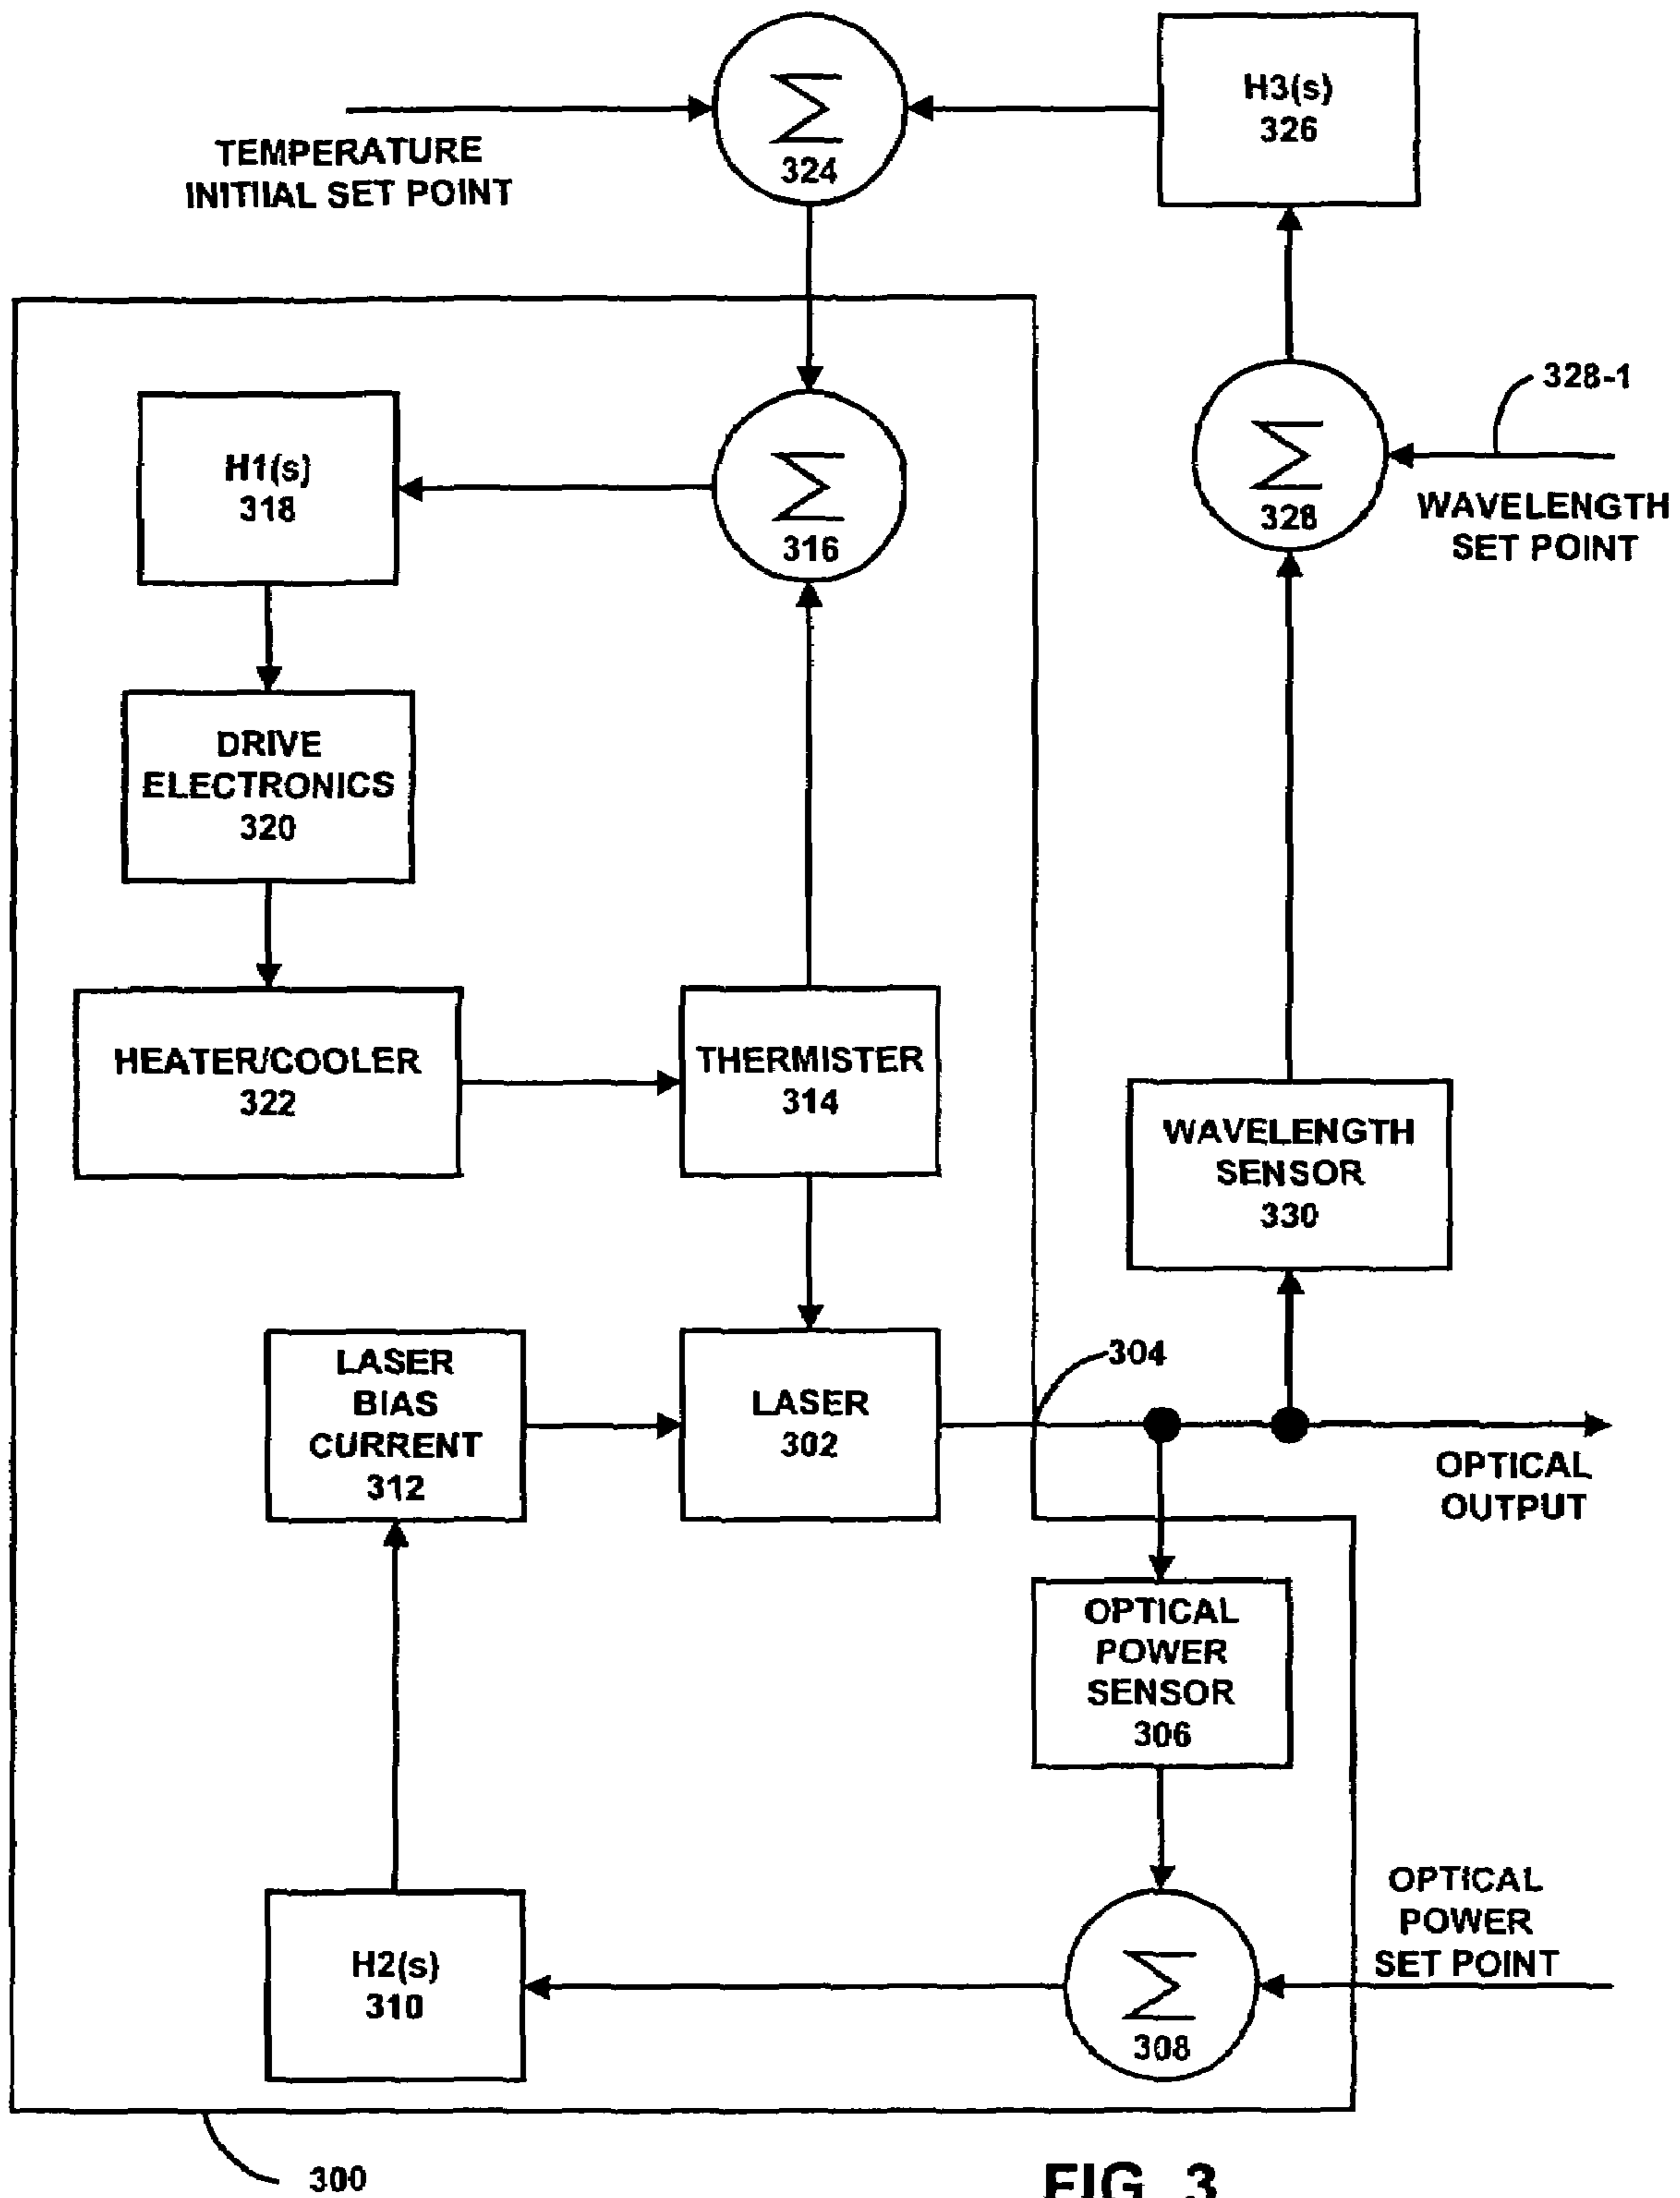 H3(s)
326
Σ
324
TEMPERATURE
INITIIAL SET POINT
328-1
H1(s)
318
Σ
316
Σ
328
WAVELENGTH
SET POINT
DRIVE
ELECTRONICS
320
HEATER/COOLER
322
THERMISTER
314
WAVELENGTH
SENSOR
330
LASER
BIAS
CURRENT
312
LASER
302
304
OPTICAL
OUTPUT
OPTICAL
POWER
SENSOR
306
H2(s)
310
Σ
308
OPTICAL
POWER
SET POINT
300
FIG. 3